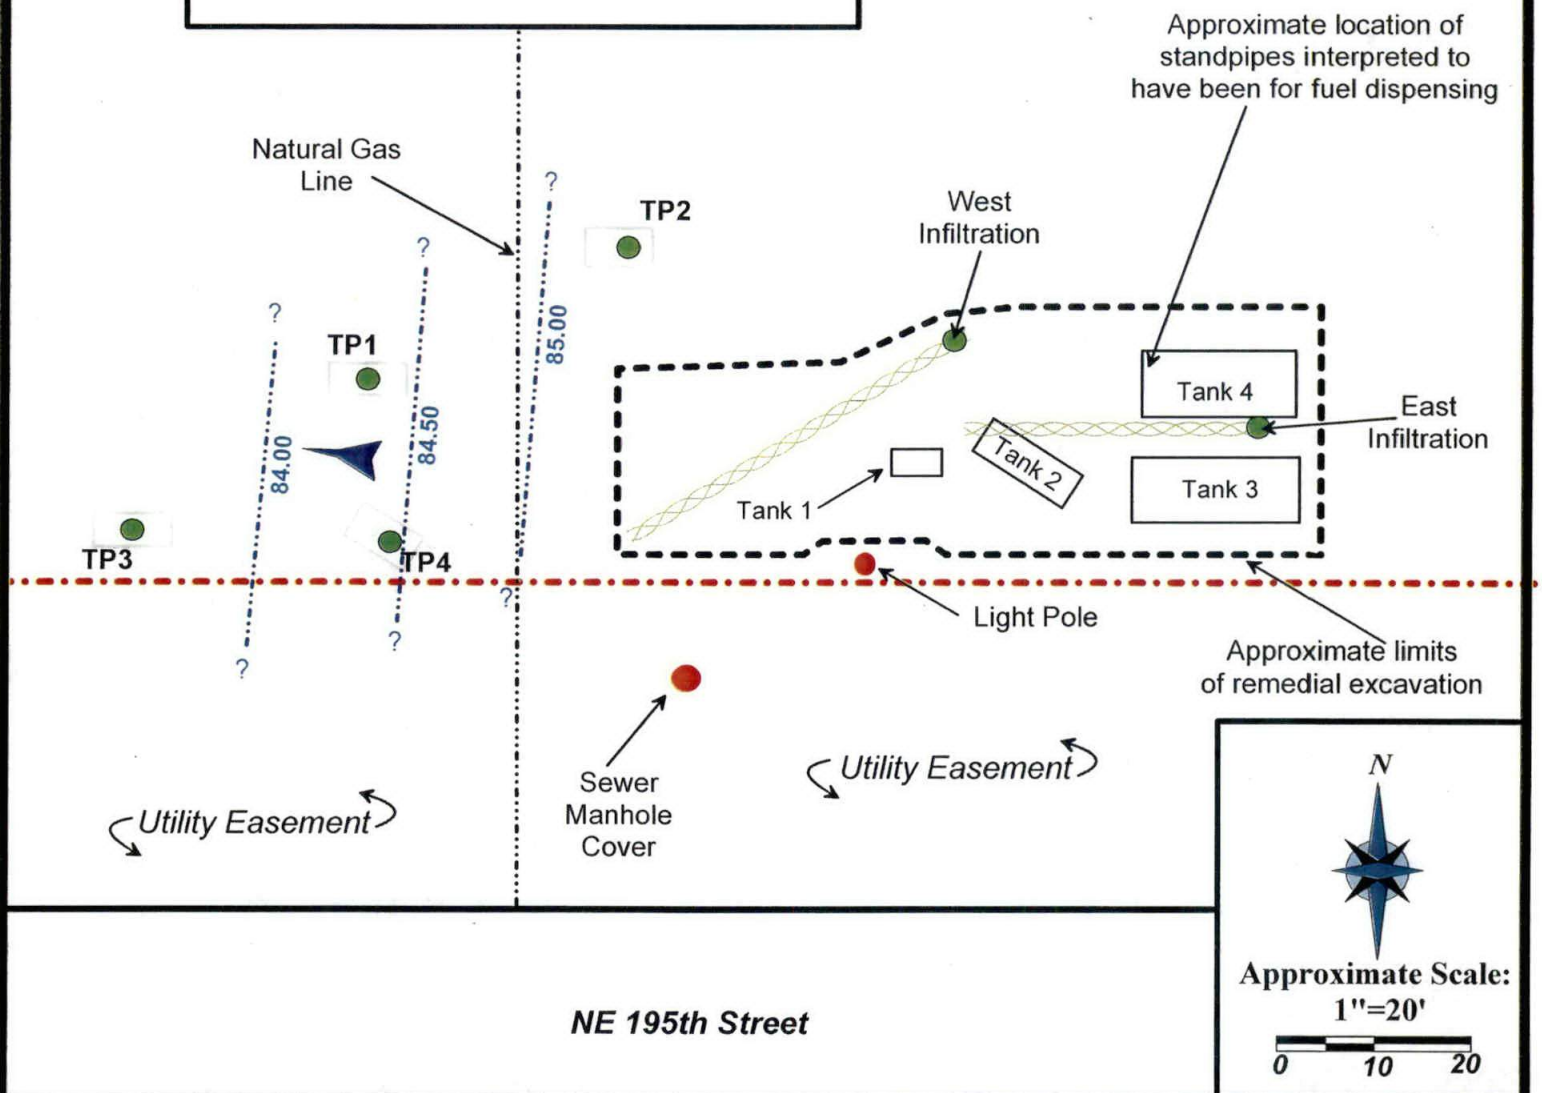 Approximate location of
standpipes interpreted to
have been for fuel dispensing
Natural Gas
Line
?
TP2
West
Infiltration
?
?
85.00
TP1
Tank 4
East
Infiltration
84.50
84.00
Tank 2
Tank 3
Tank 1
TP3
TP4
?
Light Pole
?
?
Approximate limits
of remedial excavation
Utility Easement
Sewer
Manhole
Cover
Utility Easement
N
Approximate Scale:
1"=20'
0 10 20
NE 195th Street